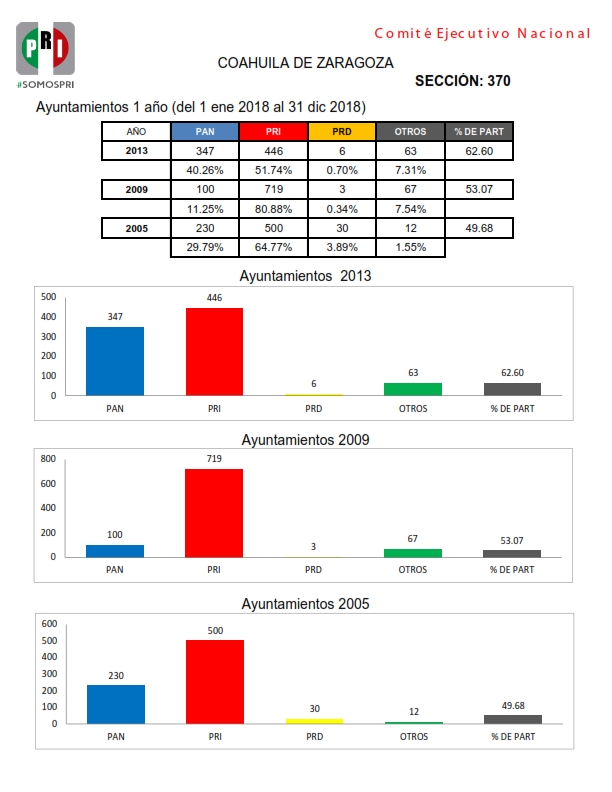 Comité Ejecutivo Nacional
PRI
#SOMOSPRI
COAHUILA DE ZARAGOZA
SECCIÓN: 370
Ayuntamientos 1 año (del 1 ene 2018 al 31 dic 2018)
AÑO PAN PRI PRD OTROS % DE PART
2013 347 446 6 63 62.60
40.26% 51.74% 0.70% 7.31%
2009 100 719 3 67 53.07
11.25% 80.88% 0.34% 7.54%
2005 230 500 30 12 49.68
29.79% 64.77% 3.89% 1.55%
Ayuntamientos 2013
500
400
300
200
100
0
347 446 6 63 62.60
PAN PRI PRD OTROS % DE PART
Ayuntamientos 2009
800
600
400
200
0
100 719 3 67 53.07
PAN PRI PRD OTROS % DE PART
Ayuntamientos 2005
600
500
400
300
200
100
0
230 500 30 12 49.68
PAN PRI PRD OTROS % DE PART